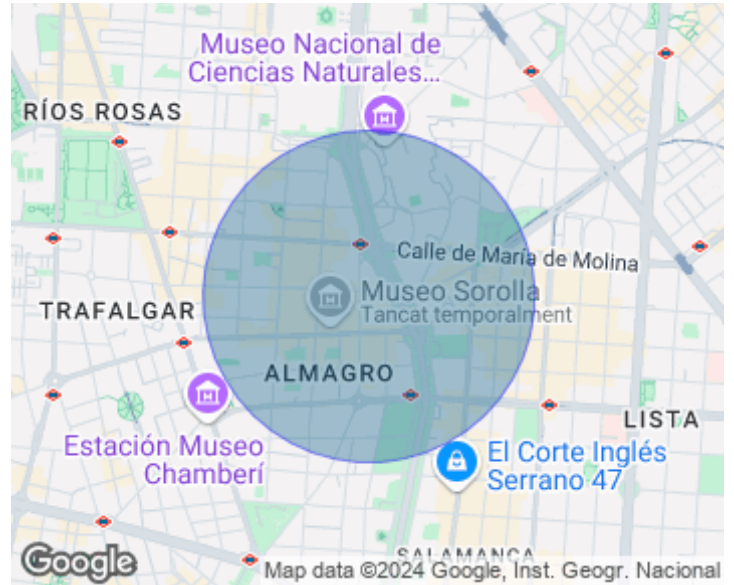 Museo Nacional de
Ciencias Naturales...
RÍOS ROSAS
Calle de María de Molina
Museo Sorolla
Tancat temporalment
TRAFALGAR
ALMAGRO
LISTA
Estación Museo
Chamberí
El Corte Inglés
Serrano 47
SALAMANCA
Google
Map data ©2024 Google, Inst. Geogr. Nacional